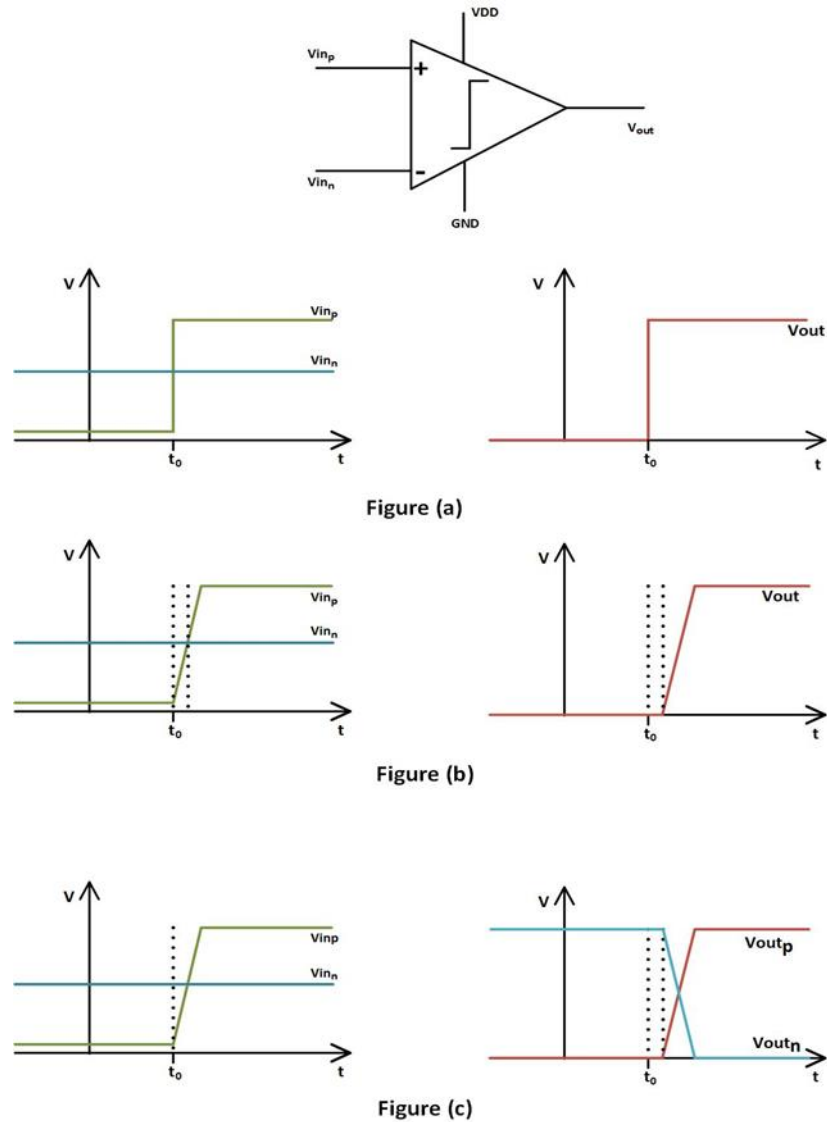 VDD
Vinp
+
Vout
-
Vinn
GND
V
Vinp
Vinn
t0
t
V
Vout
t0
t
Figure (a)
V
Vinp
Vinn
t0
t
V
Vout
t0
t
Figure (b)
V
Vinp
Vinn
t0
t
V
Voutp
Voutn
t0
t
Figure (c)